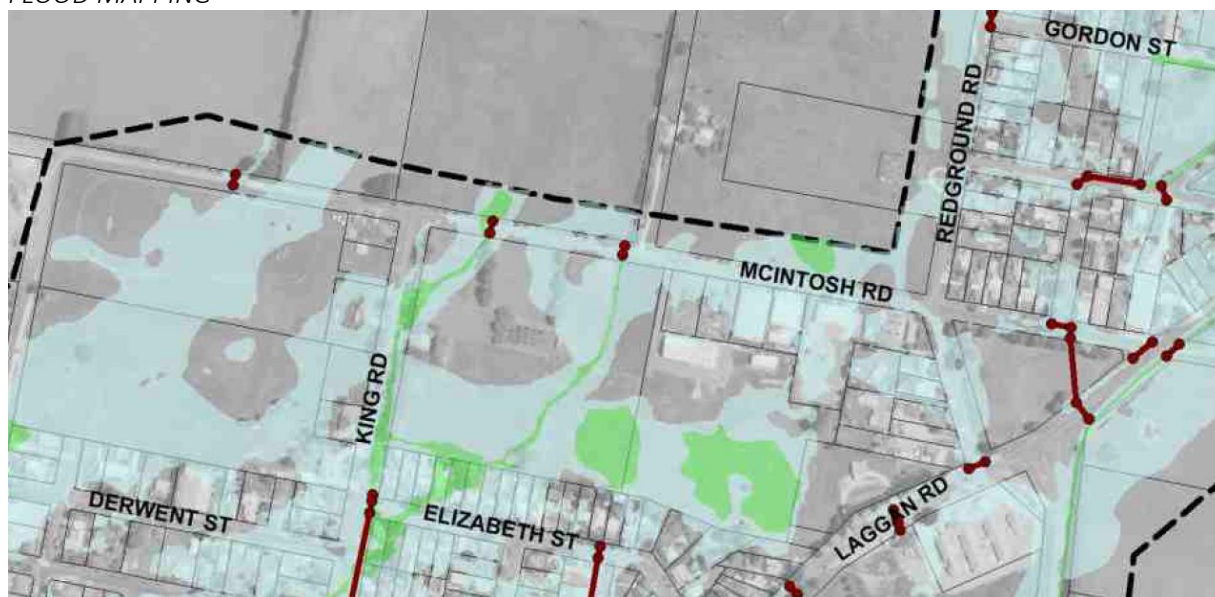 FLOOD MAPPING
GORDON ST
REDGROUND RD
MCINTOSH RD
KING RD
DERWENT ST
ELIZABETH ST
LAGGAN RD